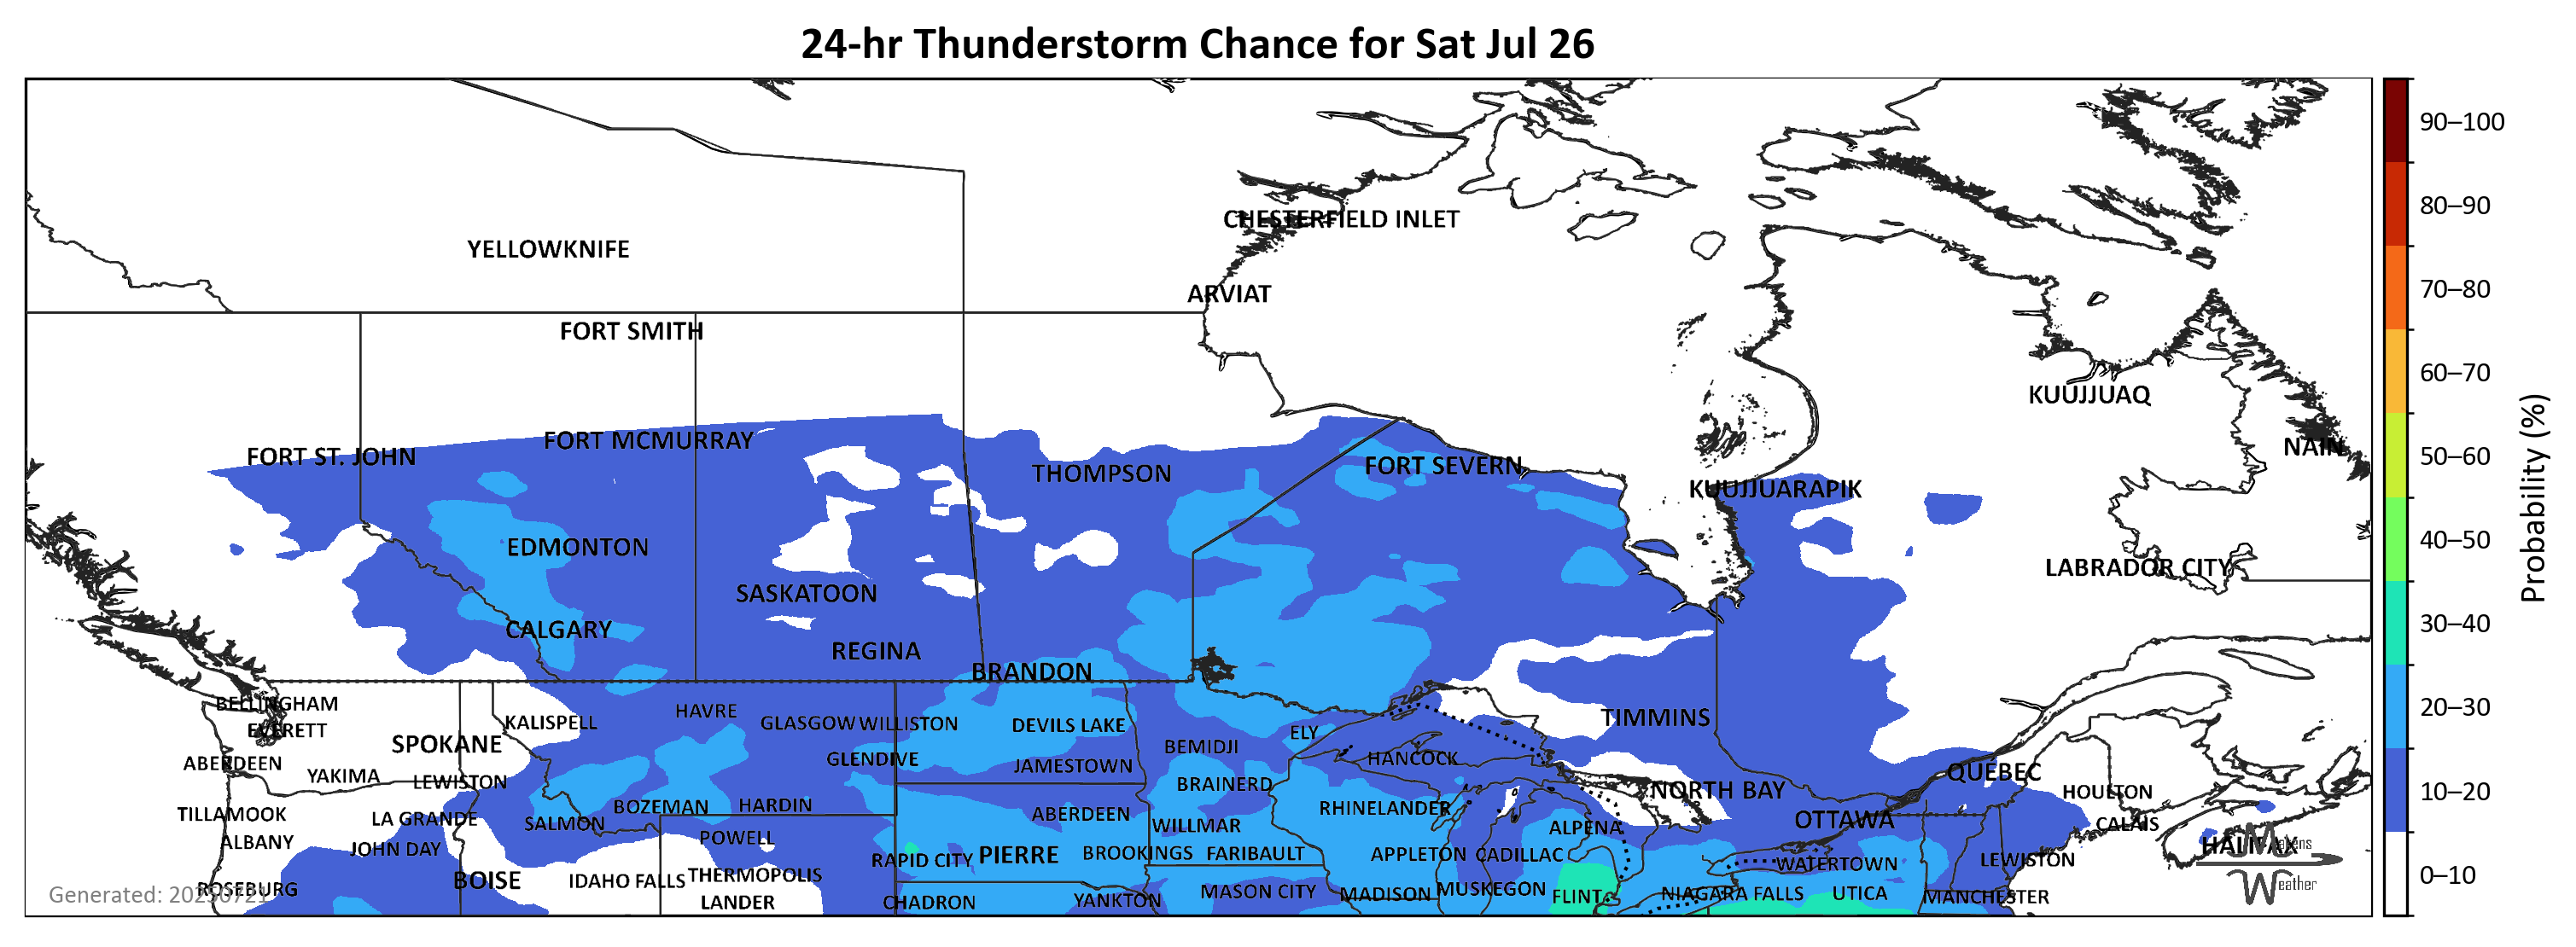 24-hr Thunderstorm Chance for Sat Jul 26
90–100
80–90
70–80
60–70
50–60
40–50
30–40
20–30
10–20
0–10
Probability (%)
CHESTERFIELD INLET
YELLOWKNIFE
ARVIAT
FORT SMITH
KUUJJUAQ
FORT MCMURRAY
NAIN
FORT ST. JOHN
FORT SEVERN
THOMPSON
KUUJJUARAPIK
EDMONTON
LABRADOR CITY
SASKATOON
CALGARY
REGINA
BRANDON
BELLINGHAM
HAVRE
TIMMINS
KALISPELL
GLASGOW
WILLISTON
DEVILS LAKE
EVERETT
ELY
SPOKANE
BEMIDJI
GLENDIVE
HANCOCK
ABERDEEN
JAMESTOWN
QUEBEC
YAKIMA
LEWISTON
BRAINERD
NORTH BAY
HOULTON
BOZEMAN
HARDIN
RHINELANDER
TILLAMOOK
LA GRANDE
ABERDEEN
OTTAWA
SALMON
WILLMAR
ALPENA
CALAIS
POWELL
ALBANY
HALIFAX
JOHN DAY
BROOKINGS
FARIBAULT
APPLETON
CADILLAC
PIERRE
RAPID CITY
LEWISTON
WATERTOWN
THERMOPOLIS
BOISE
IDAHO FALLS
ROSEBURG
MUSKEGON
MASON CITY
MADISON
NIAGARA FALLS
UTICA
FLINT
MANCHESTER
YANKTON
CHADRON
LANDER
Generated: 20250721
Weather